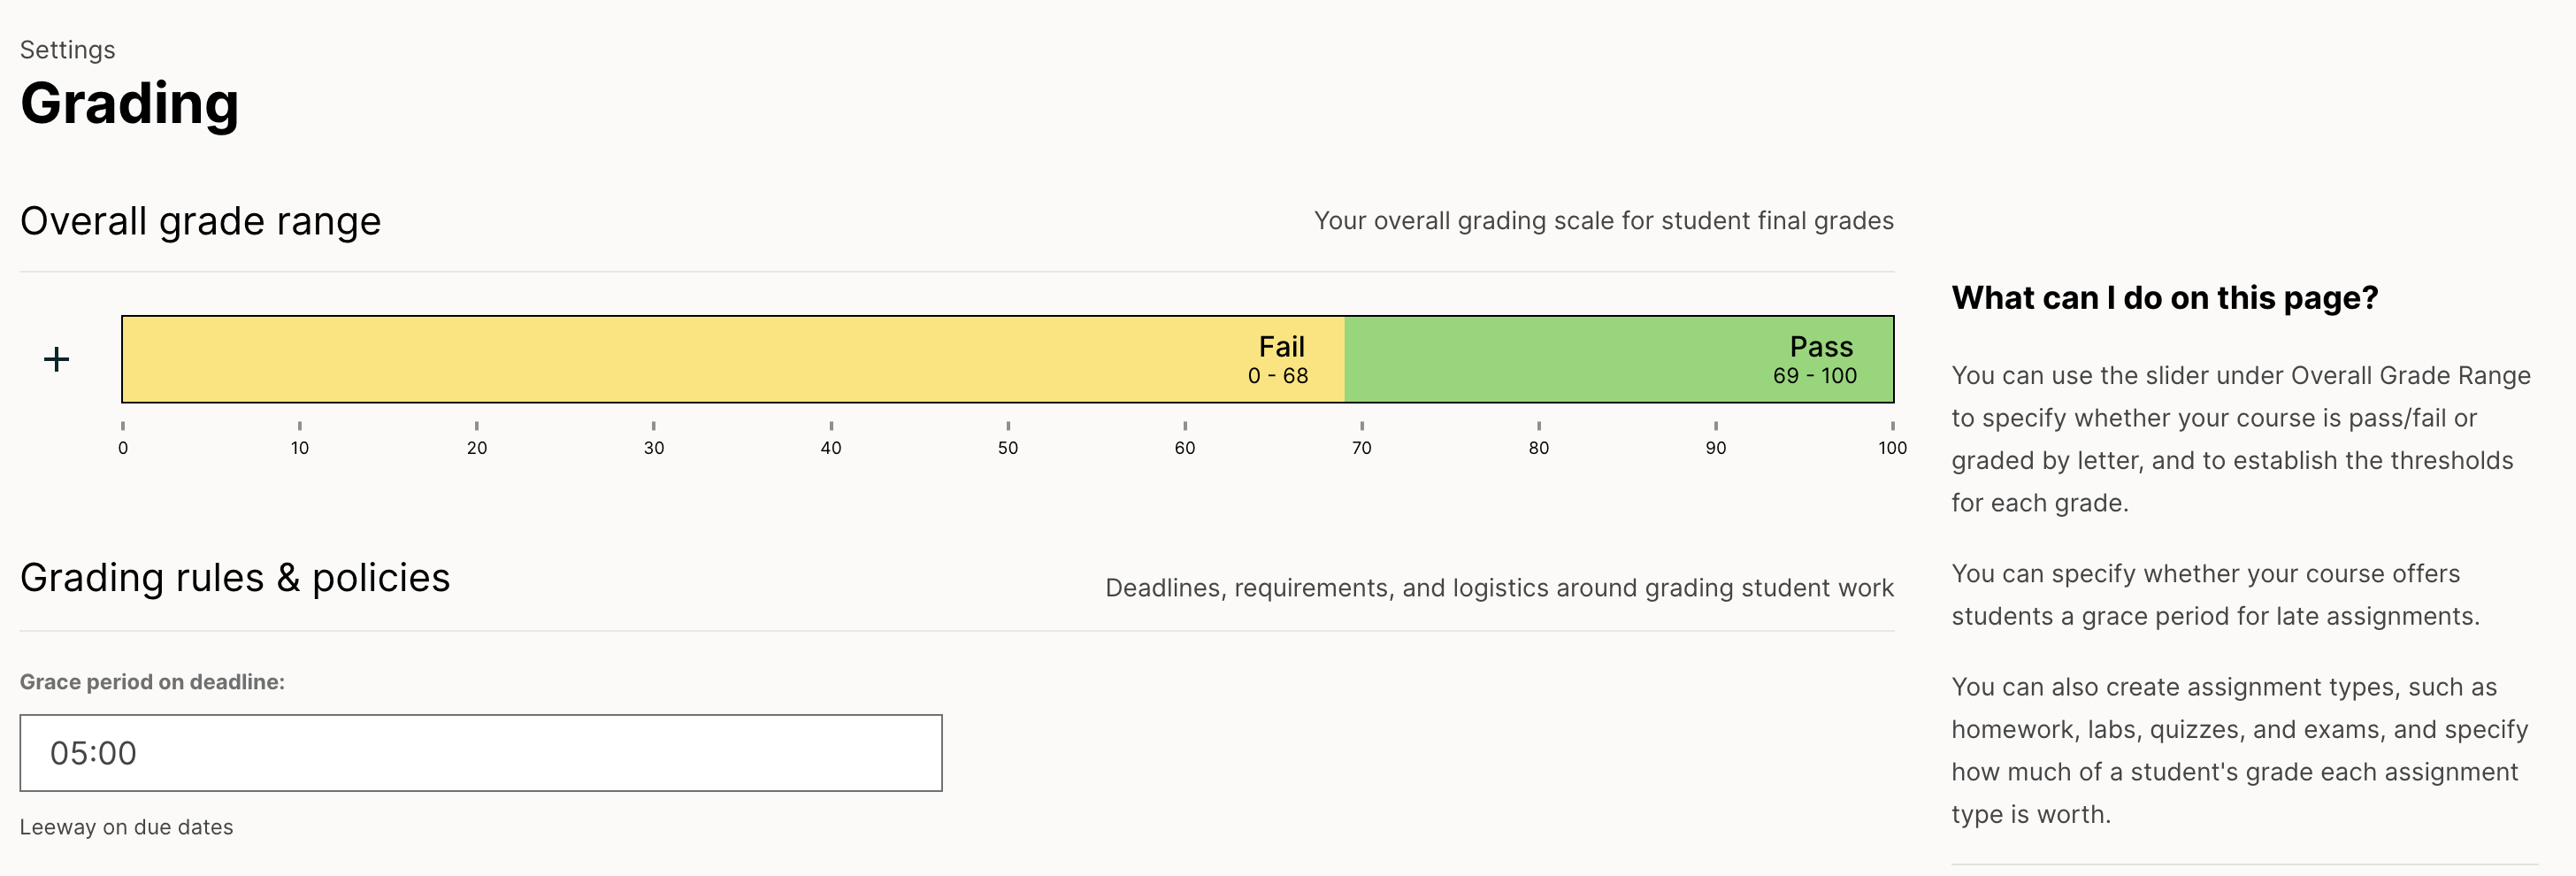 Settings
Grading
Overall grade range
Your overall grading scale for student final grades
+
Fail
0 - 68
Pass
69 - 100
0 10 20 30 40 50 60 70 80 90 100
Grading rules & policies
Deadlines, requirements, and logistics around grading student work
Grace period on deadline:
05:00
Leeway on due dates
What can I do on this page?
You can use the slider under Overall Grade Range
to specify whether your course is pass/fail or
graded by letter, and to establish the thresholds
for each grade.
You can specify whether your course offers
students a grace period for late assignments.
You can also create assignment types, such as
homework, labs, quizzes, and exams, and specify
how much of a student's grade each assignment
type is worth.